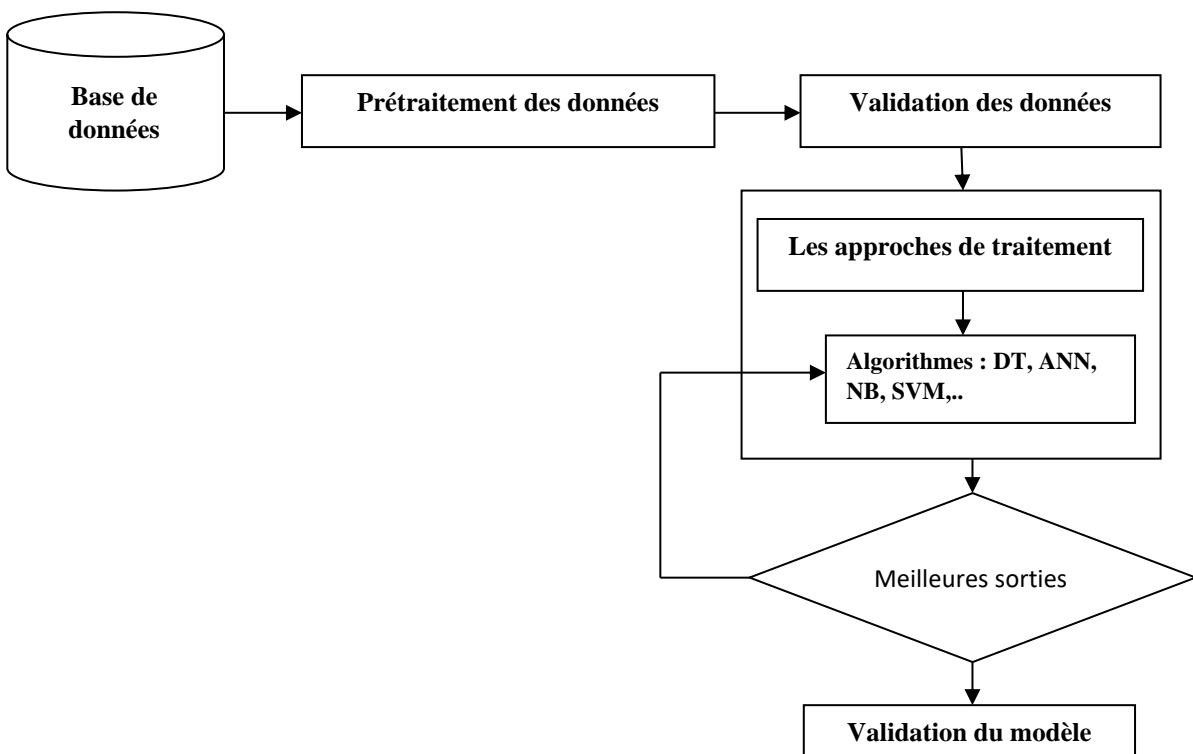 Base de
données
Prétraitement des données
Validation des données
Les approches de traitement
Algorithmes : DT, ANN,
NB, SVM,..
Meilleures sorties
Validation du modèle